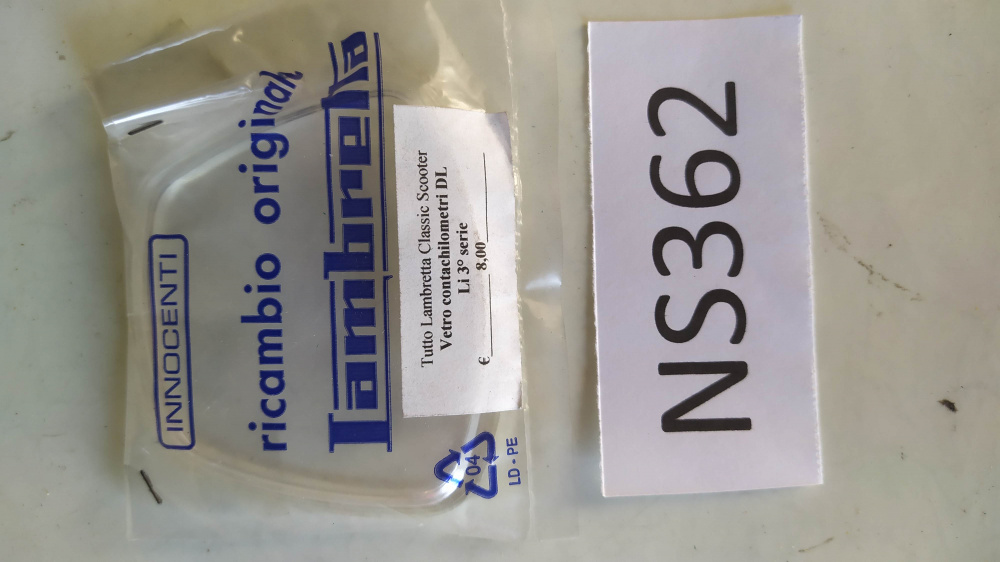 INNOCENTI
ricambio originale
Lambretta
Tutto Lambretta Classic Scooter
Vetro contachilometri DL
Li 3° serie
€ 8,00
04
LD - PE
NS362